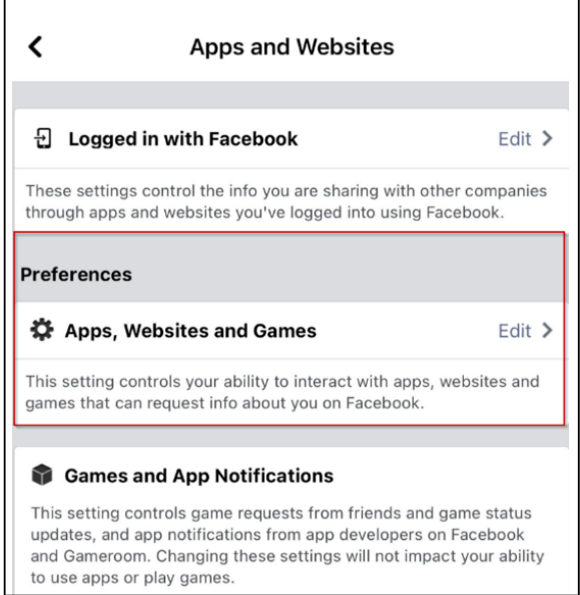 Apps and Websites
Logged in with Facebook Edit
These settings control the info you are sharing with other companies
through apps and websites you've logged into using Facebook.
Preferences
Apps, Websites and Games Edit
This setting controls your ability to interact with apps, websites and
games that can request info about you on Facebook.
Games and App Notifications
This setting controls game requests from friends and game status
updates, and app notifications from app developers on Facebook
and Gameroom. Changing these settings will not impact your ability
to use apps or play games.